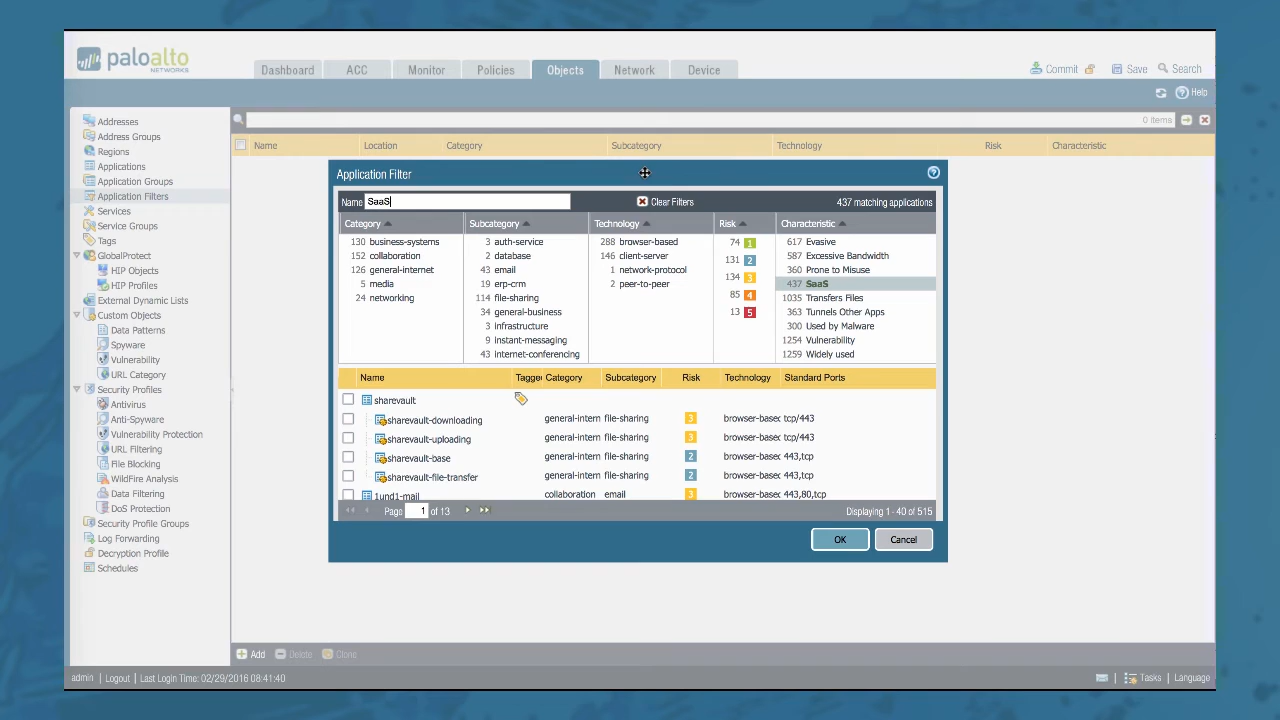 paloalto
NETWORKS
Dashboard ACC Monitor Policies Objects Network Device
Commit Save Search
Help
Addresses
Address Groups
Regions
Applications
Application Groups
Application Filters
Services
Service Groups
Tags
GlobalProtect
HIP Objects
HIP Profiles
External Dynamic Lists
Custom Objects
Data Patterns
Spyware
Vulnerability
URL Category
Security Profiles
Antivirus
Anti-Spyware
Vulnerability Protection
URL Filtering
File Blocking
WildFire Analysis
Data Filtering
DoS Protection
Security Profile Groups
Log Forwarding
Decryption Profile
Schedules
0 items
Name Location Category Subcategory Technology Risk Characteristic
Application Filter
Name SaaS Clear Filters 437 matching applications
Category Subcategory Technology Risk Characteristic
130 business-systems 3 auth-service 288 browser-based 74 1 617 Evasive
152 collaboration 2 database 146 client-server 131 2 587 Excessive Bandwidth
126 general-internet 43 email 1 network-protocol 134 3 360 Prone to Misuse
5 media 19 erp-crm 2 peer-to-peer 85 4 437 SaaS
24 networking 114 file-sharing 13 5 1035 Transfers Files
34 general-business 363 Tunnels Other Apps
3 infrastructure 300 Used by Malware
9 instant-messaging 1254 Vulnerability
43 internet-conferencing 1259 Widely used
Name Tagged Category Subcategory Risk Technology Standard Ports
sharevault
sharevault-downloading general-intern file-sharing 3 browser-based tcp/443
sharevault-uploading general-intern file-sharing 3 browser-based tcp/443
sharevault-base general-intern file-sharing 2 browser-based 443,tcp
sharevault-file-transfer general-intern file-sharing 2 browser-based 443,tcp
1und1-mail collaboration email 3 browser-based 443,80,tcp
Page 1 of 13 Displaying 1 - 40 of 515
OK Cancel
Add Delete Clone
admin | Logout | Last Login Time: 02/29/2016 08:41:40 | Tasks | Language